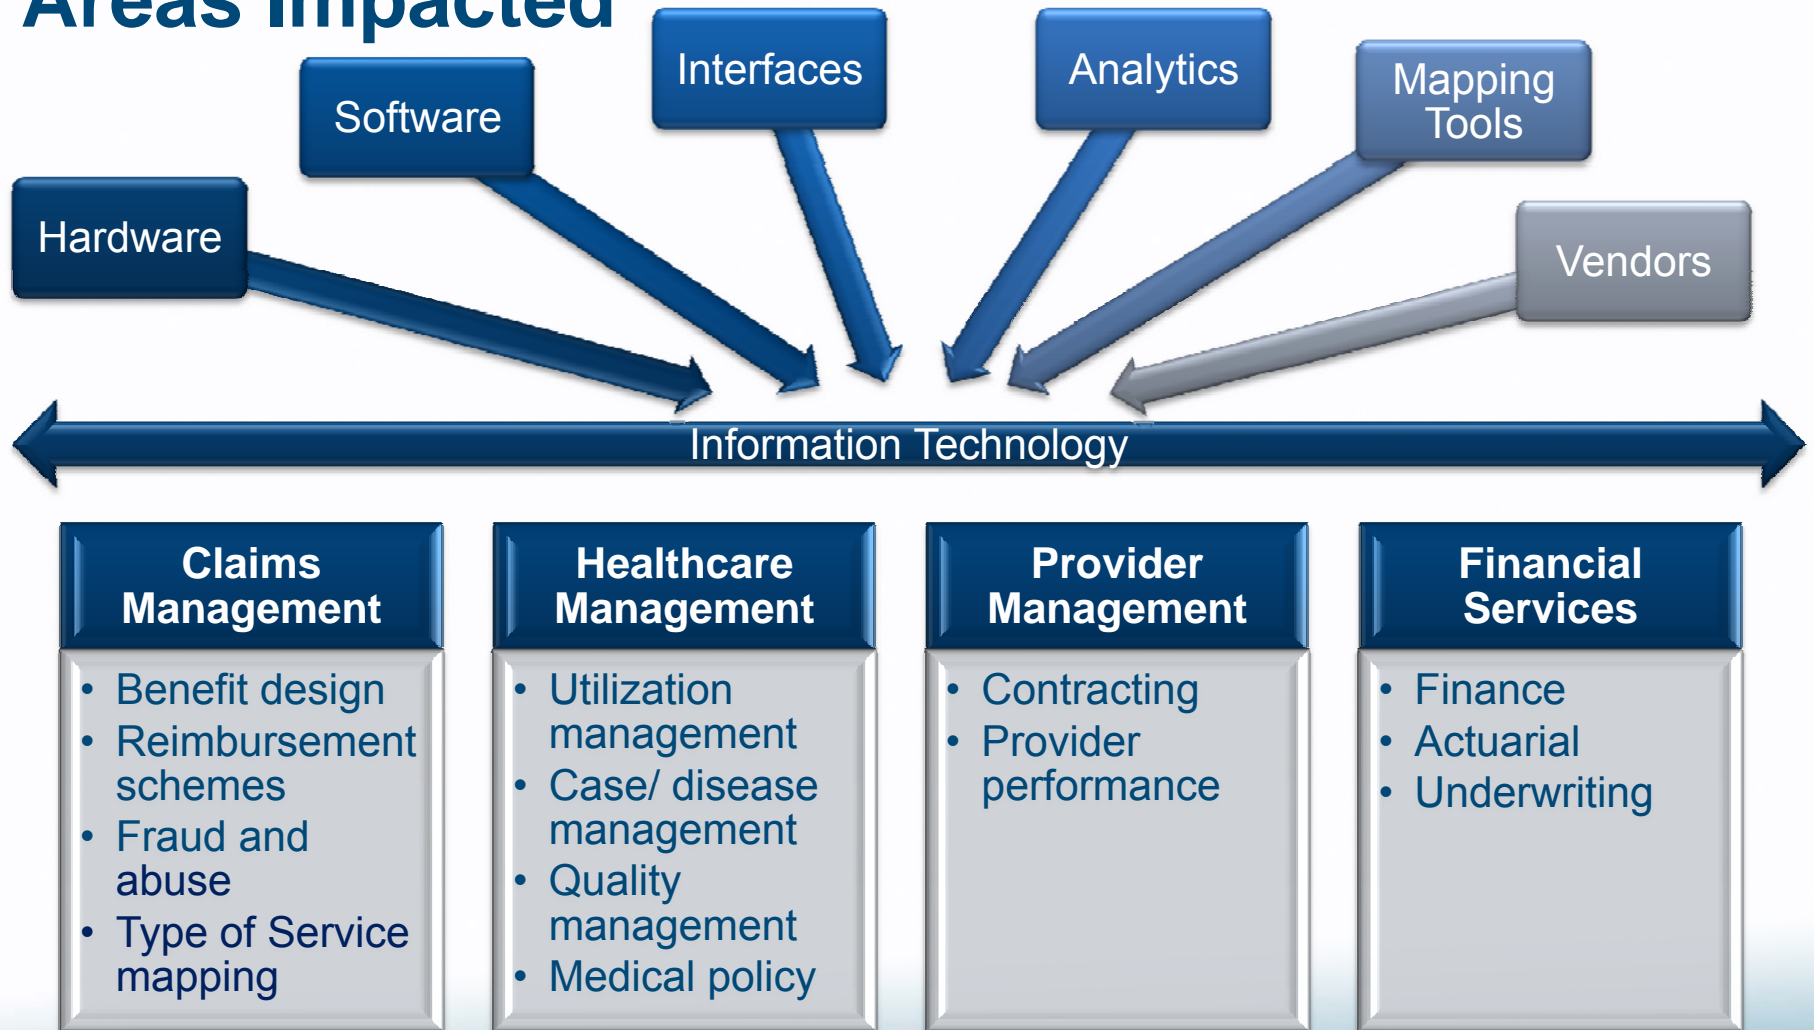 Areas Impacted
Interfaces
Analytics
Mapping
Tools
Software
Hardware
Vendors
Information Technology
Claims
Management
• Benefit design
• Reimbursement
schemes
• Fraud and
abuse
• Type of Service
mapping
Healthcare
Management
• Utilization
management
• Case/ disease
management
• Quality
management
• Medical policy
Provider
Management
• Contracting
• Provider
performance
Financial
Services
• Finance
• Actuarial
• Underwriting